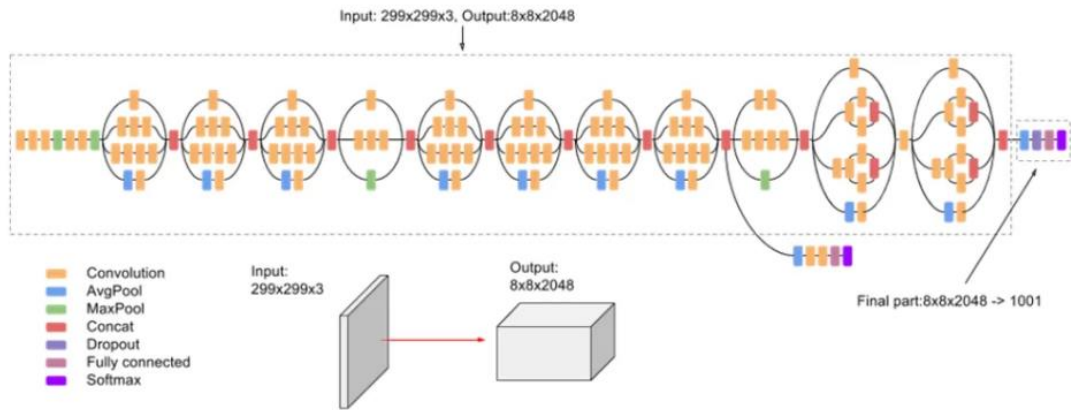 Input: 299x299x3, Output:8x8x2048
Convolution
AvgPool
MaxPool
Concat
Dropout
Fully connected
Softmax
Input:
299x299x3
Output:
8x8x2048
Final part:8x8x2048 -> 1001